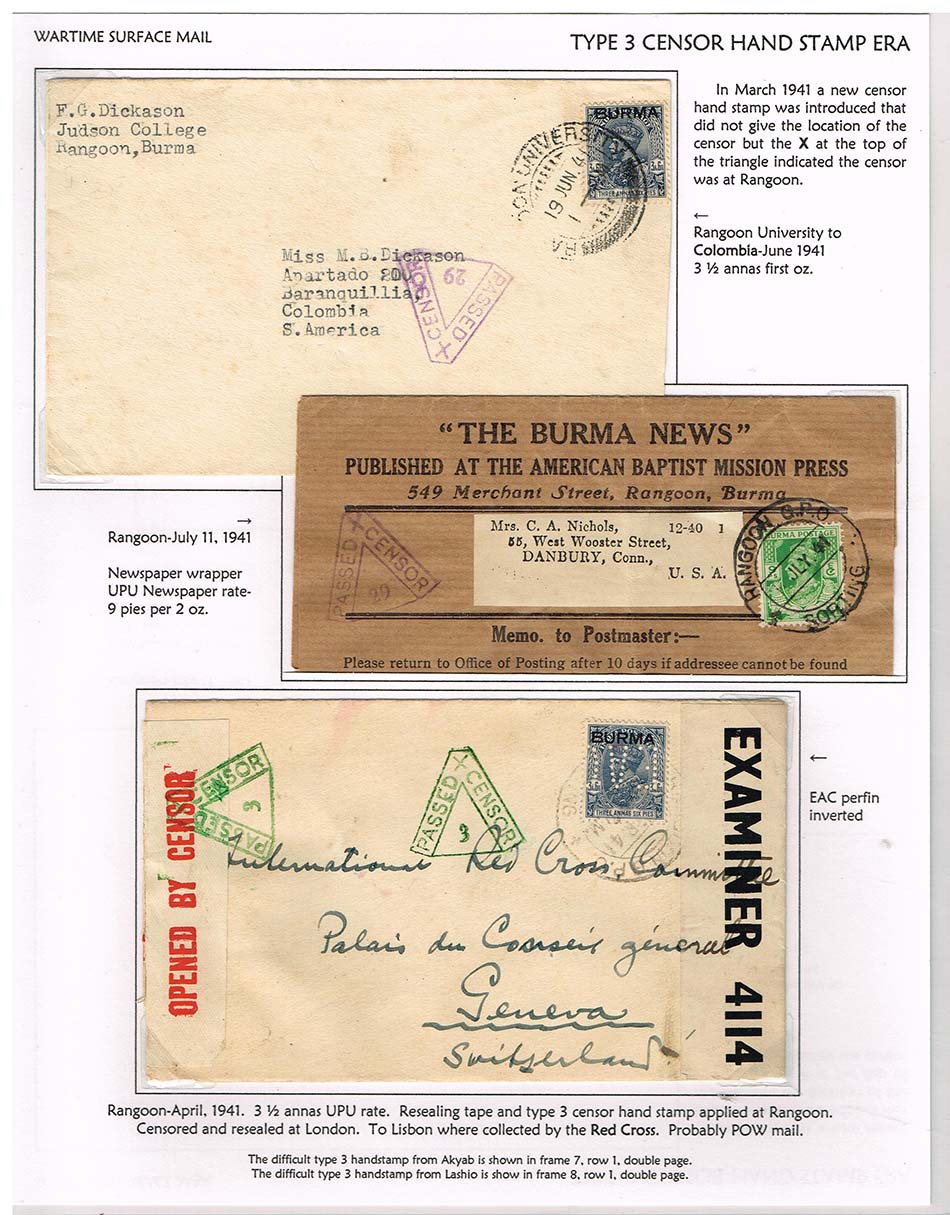 WARTIME SURFACE MAIL
TYPE 3 CENSOR HAND STAMP ERA
In March 1941 a new censor
hand stamp was introduced that
did not give the location of the
censor but the X at the top of
the triangle indicated the censor
was at Rangoon.
←
Rangoon University to
Colombia-June 1941
3 ½ annas first oz.
F.G.Dickason
Judson College
Rangoon,Burma
BURMA
THREE ANNAS SIX PIES
OON UNIVERSITY
19 JUN 4
1
Miss M.B.Dickason
Apartado 800
Baranquillia,
Colombia
S.America
PASSED X CENSOR
29
→
Rangoon-July 11, 1941
Newspaper wrapper
UPU Newspaper rate-
9 pies per 2 oz.
“THE BURMA NEWS”
PUBLISHED AT THE AMERICAN BAPTIST MISSION PRESS
549 Merchant Street, Rangoon, Burma
Mrs. C. A. Nichols, 12-40 1
55, West Wooster Street,
DANBURY, Conn.,
U. S. A.
PASSED X CENSOR
29
BURMA POSTAGE
RANGOON G.P.O.
SORTING
Memo. to Postmaster:—
Please return to Office of Posting after 10 days if addressee cannot be found
OPENED BY CENSOR
PASSED CENSOR
3
PASSED X CENSOR
3
BURMA
THREE ANNAS SIX PIES
EXAMINER 4114
International Red Cross Committee
Palais du Conseil général
Geneva
Switzerland
←
EAC perfin
inverted
Rangoon-April, 1941. 3 ½ annas UPU rate. Resealing tape and type 3 censor hand stamp applied at Rangoon.
Censored and resealed at London. To Lisbon where collected by the Red Cross. Probably POW mail.
The difficult type 3 handstamp from Akyab is shown in frame 7, row 1, double page.
The difficult type 3 handstamp from Lashio is show in frame 8, row 1, double page.